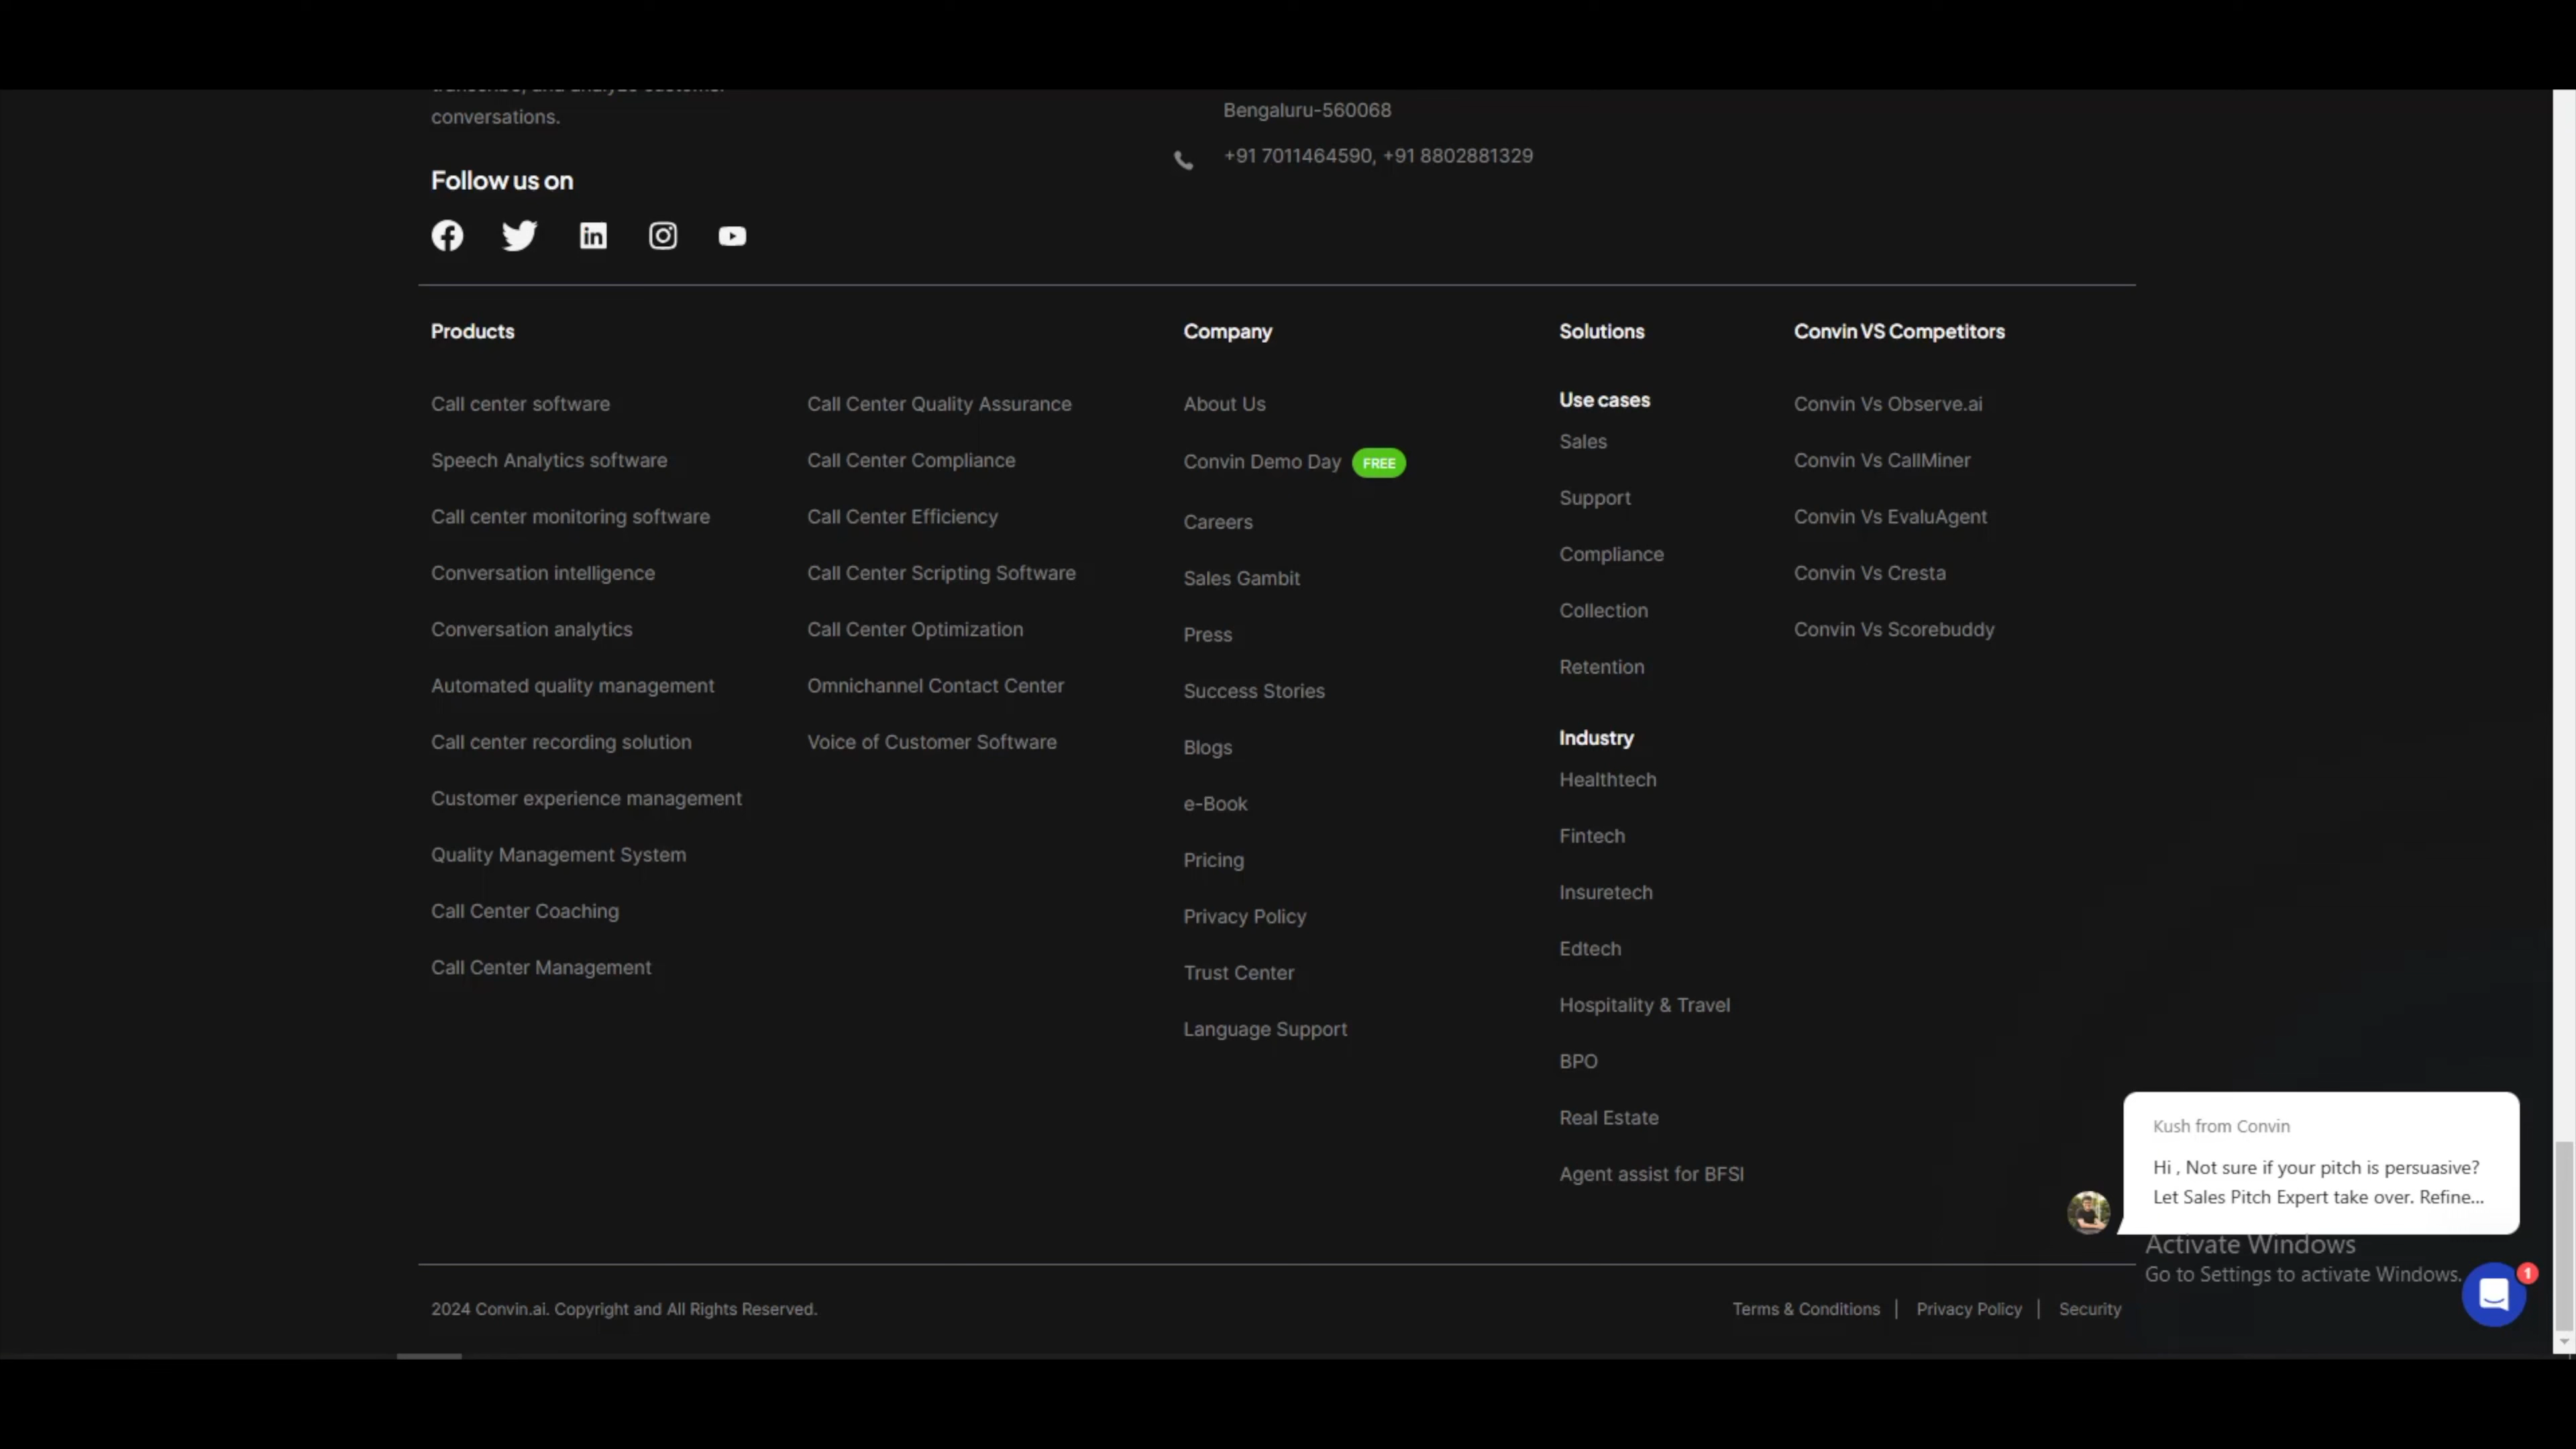 conversations.
Bengaluru-560068
+91 7011464590, +91 8802881329
Follow us on
Products
Call center software
Speech Analytics software
Call center monitoring software
Conversation intelligence
Conversation analytics
Automated quality management
Call center recording solution
Customer experience management
Quality Management System
Call Center Coaching
Call Center Management
Call Center Quality Assurance
Call Center Compliance
Call Center Efficiency
Call Center Scripting Software
Call Center Optimization
Omnichannel Contact Center
Voice of Customer Software
Company
About Us
Convin Demo Day FREE
Careers
Sales Gambit
Press
Success Stories
Blogs
e-Book
Pricing
Privacy Policy
Trust Center
Language Support
Solutions
Use cases
Sales
Support
Compliance
Collection
Retention
Industry
Healthtech
Fintech
Insuretech
Edtech
Hospitality & Travel
BPO
Real Estate
Agent assist for BFSI
Convin VS Competitors
Convin Vs Observe.ai
Convin Vs CallMiner
Convin Vs EvaluAgent
Convin Vs Cresta
Convin Vs Scorebuddy
Kush from Convin
Hi , Not sure if your pitch is persuasive?
Let Sales Pitch Expert take over. Refine...
Activate Windows
Go to Settings to activate Windows.
1
2024 Convin.ai. Copyright and All Rights Reserved.
Terms & Conditions | Privacy Policy | Security